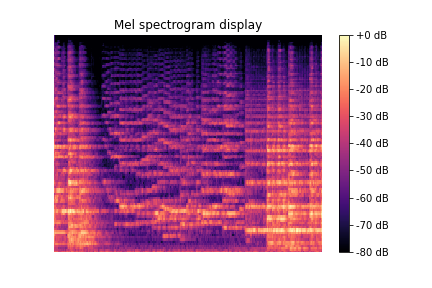 Mel spectrogram display
+0 dB
-10 dB
-20 dB
-30 dB
-40 dB
-50 dB
-60 dB
-70 dB
-80 dB